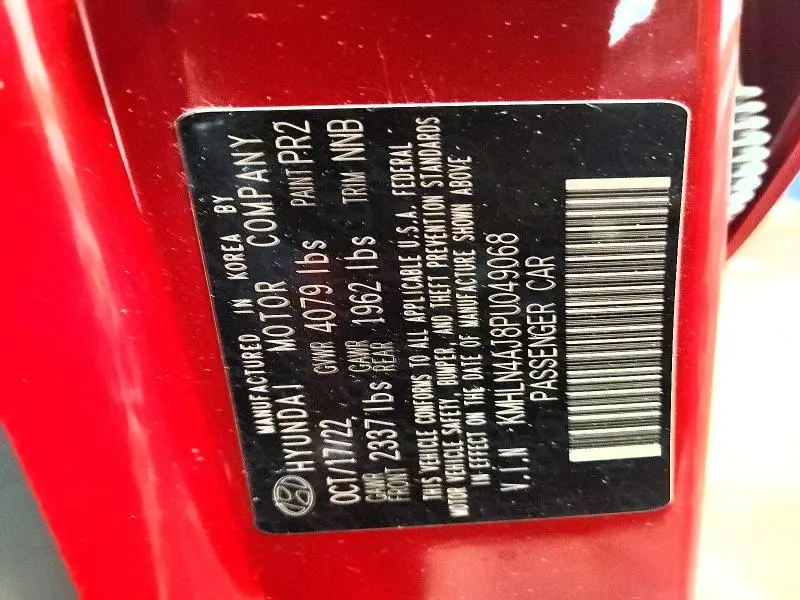 MANUFACTURED IN KOREA BY
HYUNDAI MOTOR COMPANY
OCT/17/22 GVWR 4079 lbs PAINT PR2
GAWR FRONT 2337 lbs GAWR REAR 1962 lbs TRIM NNB
THIS VEHICLE CONFORMS TO ALL APPLICABLE U.S.A. FEDERAL
MOTOR VEHICLE SAFETY, BUMPER, AND THEFT PREVENTION STANDARDS
IN EFFECT ON THE DATE OF MANUFACTURE SHOWN ABOVE
V.I.N KMHLN4AJ8PU049068
PASSENGER CAR